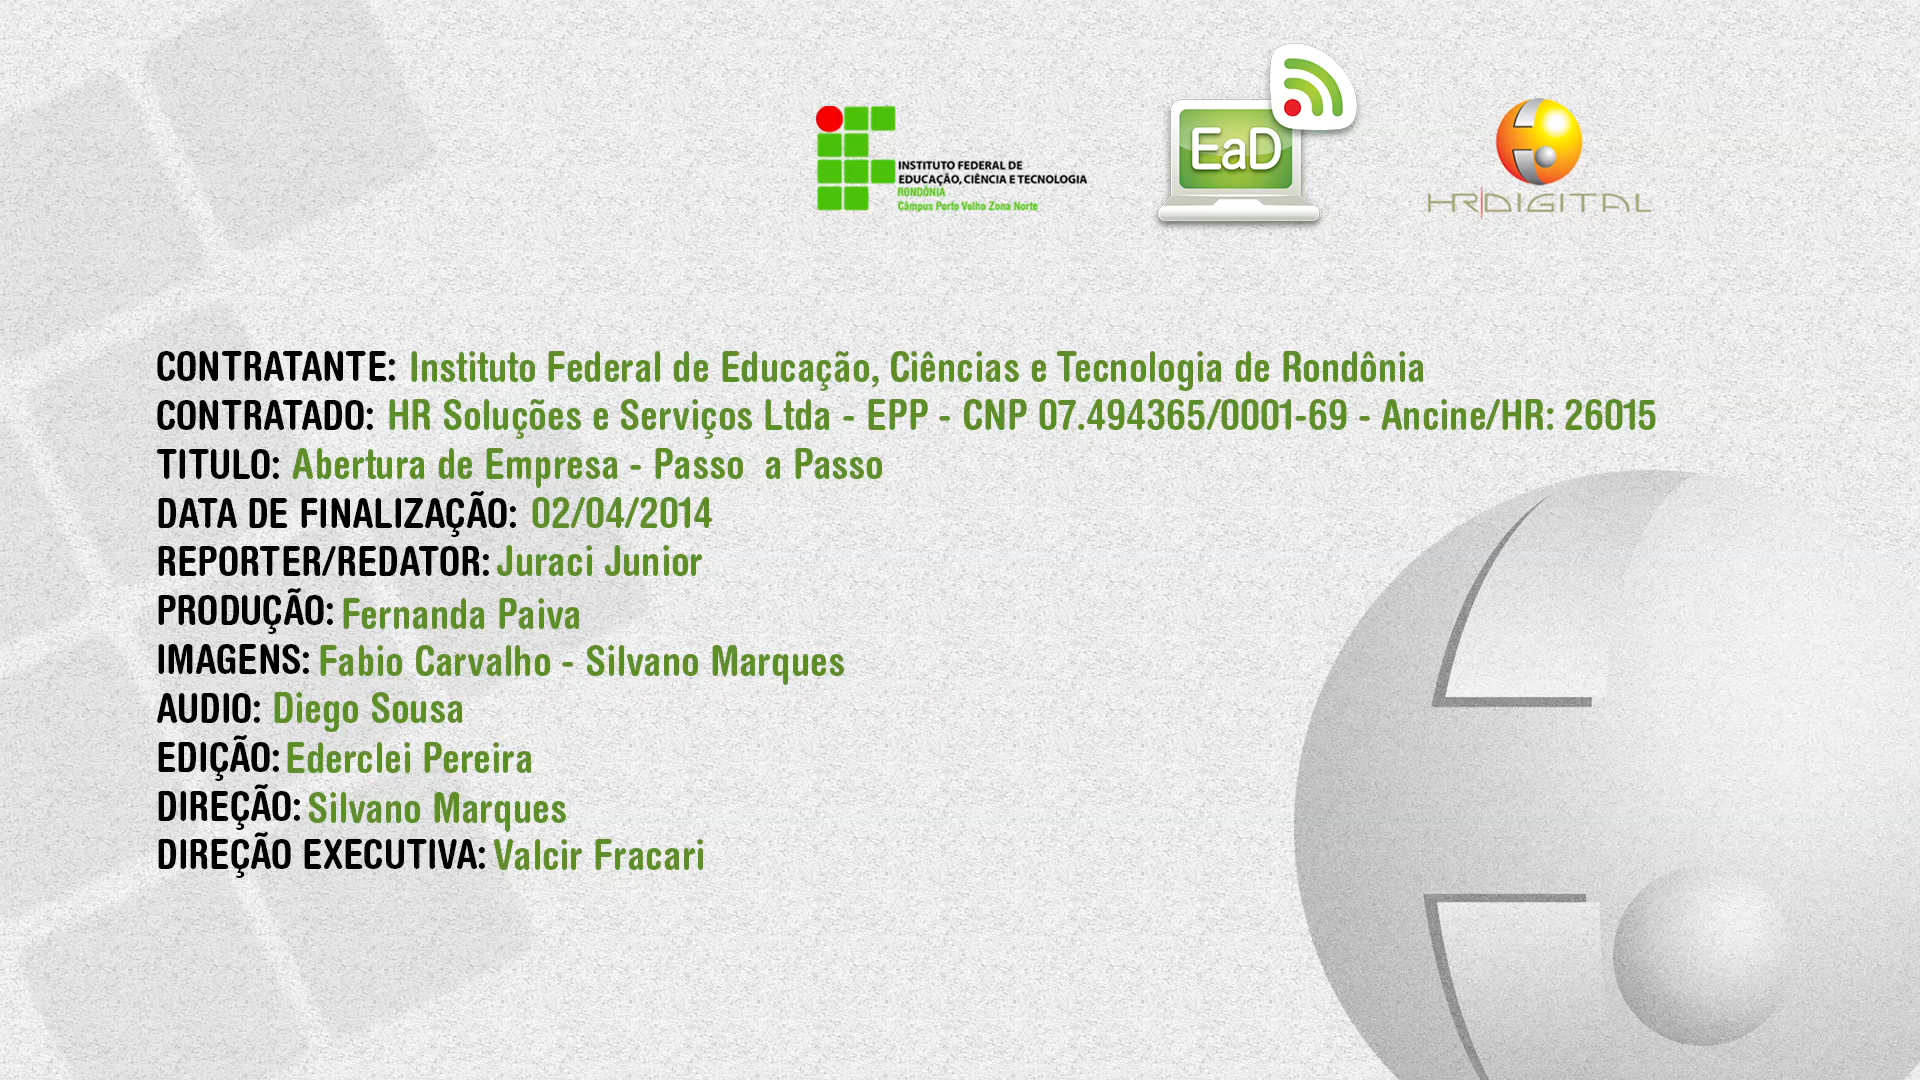 INSTITUTO FEDERAL DE
EDUCAÇÃO, CIÊNCIA E TECNOLOGIA
RONDÔNIA
Câmpus Porto Velho Zona Norte
EaD
HR|DIGITAL
CONTRATANTE: Instituto Federal de Educação, Ciências e Tecnologia de Rondônia
CONTRATADO: HR Soluções e Serviços Ltda - EPP - CNP 07.494365/0001-69 - Ancine/HR: 26015
TITULO: Abertura de Empresa - Passo a Passo
DATA DE FINALIZAÇÃO: 02/04/2014
REPORTER/REDATOR: Juraci Junior
PRODUÇÃO: Fernanda Paiva
IMAGENS: Fabio Carvalho - Silvano Marques
AUDIO: Diego Sousa
EDIÇÃO: Ederclei Pereira
DIREÇÃO: Silvano Marques
DIREÇÃO EXECUTIVA: Valcir Fracari